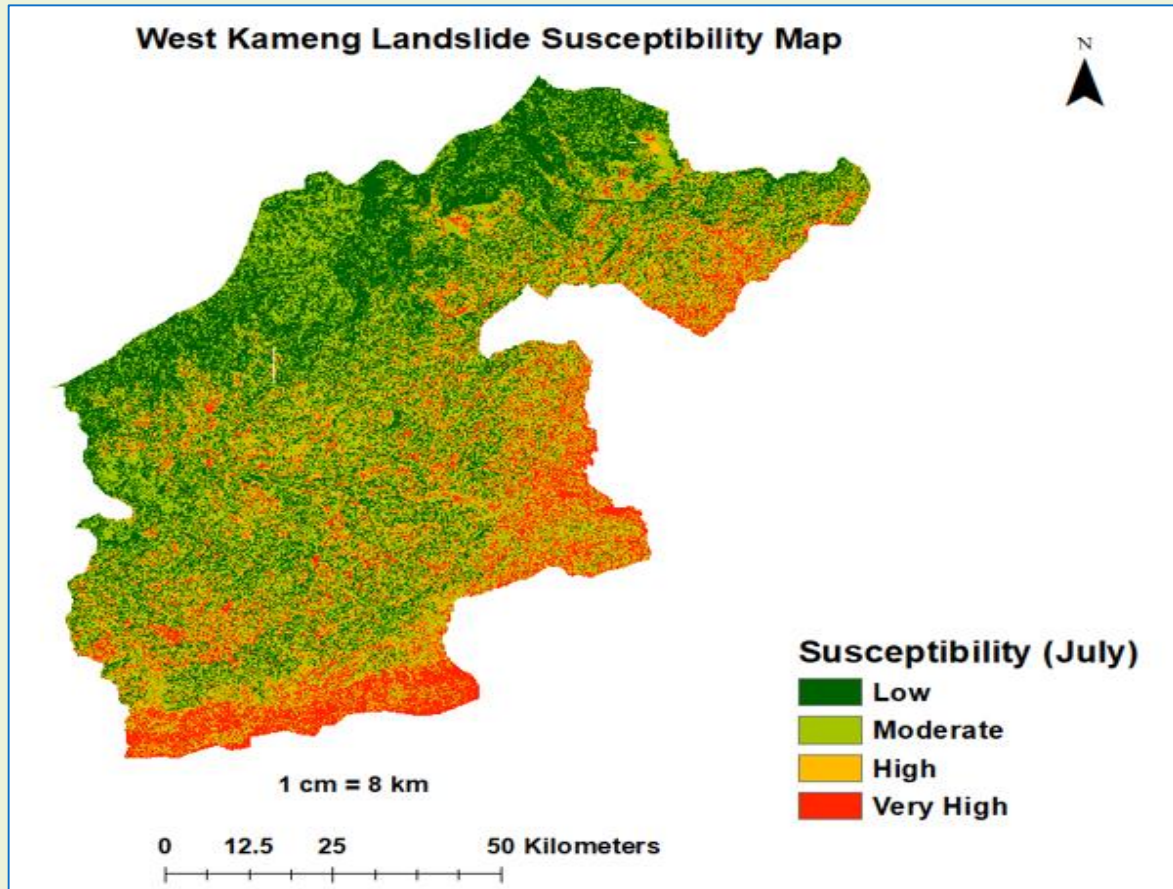 West Kameng Landslide Susceptibility Map
N
Susceptibility (July)
Low
Moderate
High
Very High
1 cm = 8 km
0 12.5 25 50 Kilometers